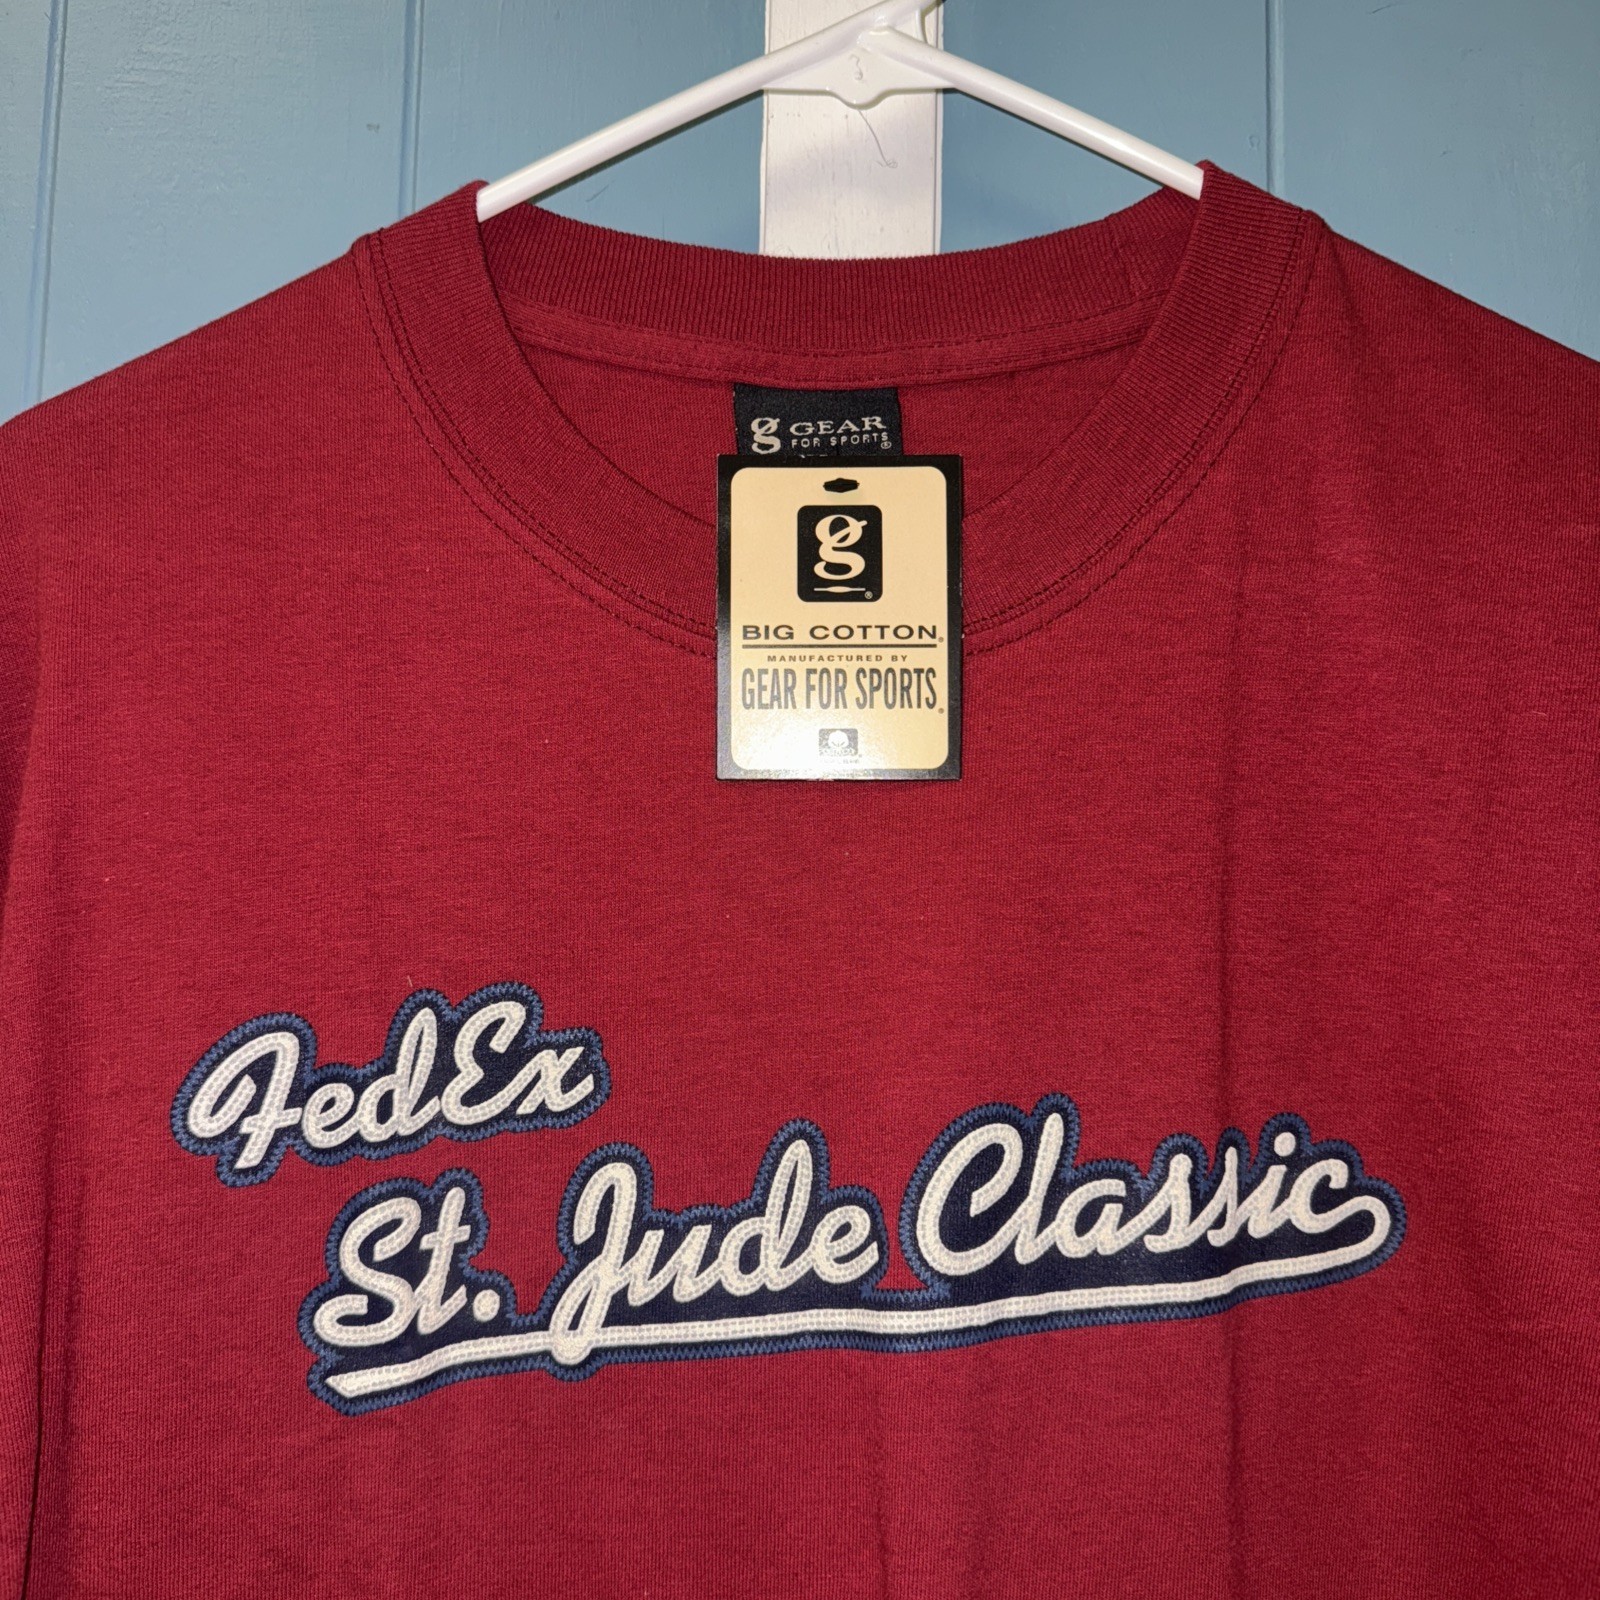 g GEAR
FOR SPORTS®
g
®
BIG COTTON®
MANUFACTURED BY
GEAR FOR SPORTS®
FedEx
St. Jude Classic